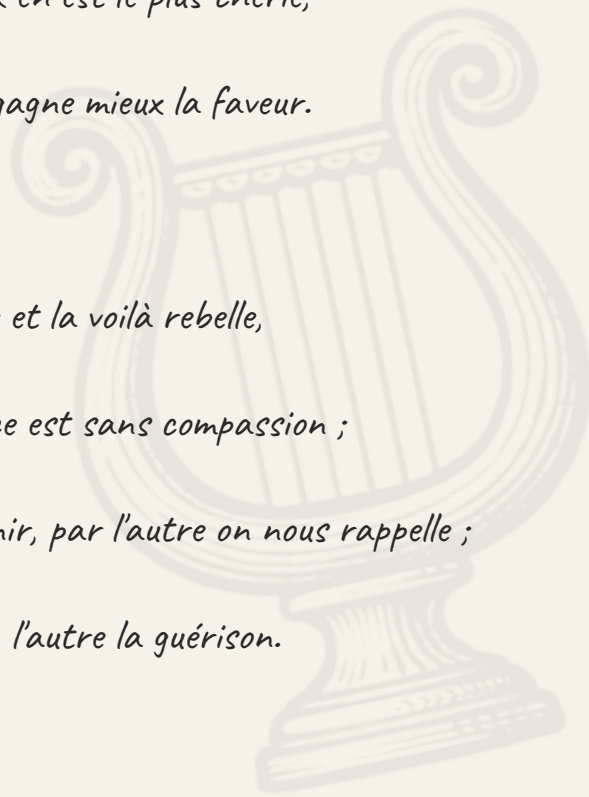 en est le plus chérie,
gagne mieux la faveur.
et la voilà rebelle,
est sans compassion ;
par l'autre on nous rappelle ;
l'autre la guérison.